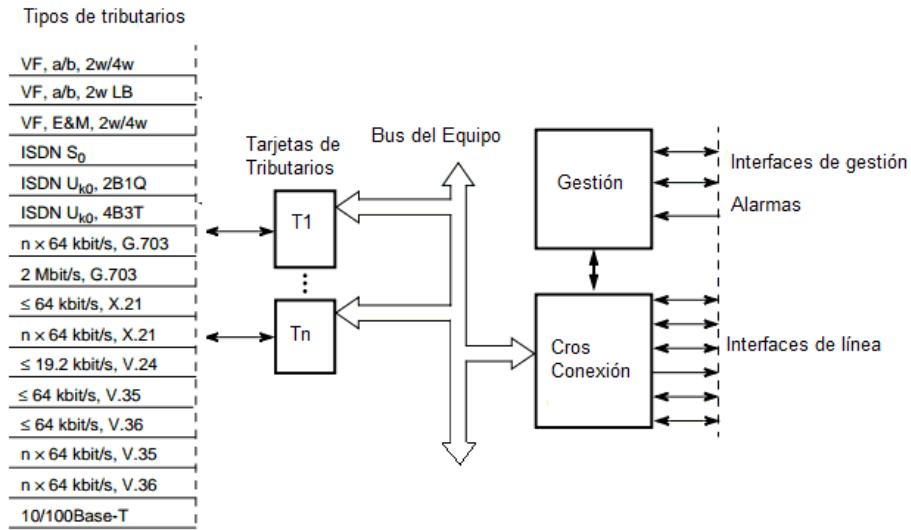 Tipos de tributarios
VF, a/b, 2w/4w
VF, a/b, 2w LB
VF, E&M, 2w/4w
ISDN S0
ISDN Uk0, 2B1Q
ISDN Uk0, 4B3T
n × 64 kbit/s, G.703
2 Mbit/s, G.703
≤ 64 kbit/s, X.21
n × 64 kbit/s, X.21
≤ 19.2 kbit/s, V.24
≤ 64 kbit/s, V.35
≤ 64 kbit/s, V.36
n × 64 kbit/s, V.35
n × 64 kbit/s, V.36
10/100Base-T
Tarjetas de
Tributarios
T1
Tn
Bus del Equipo
Gestión
Cros
Conexión
Interfaces de gestión
Alarmas
Interfaces de línea